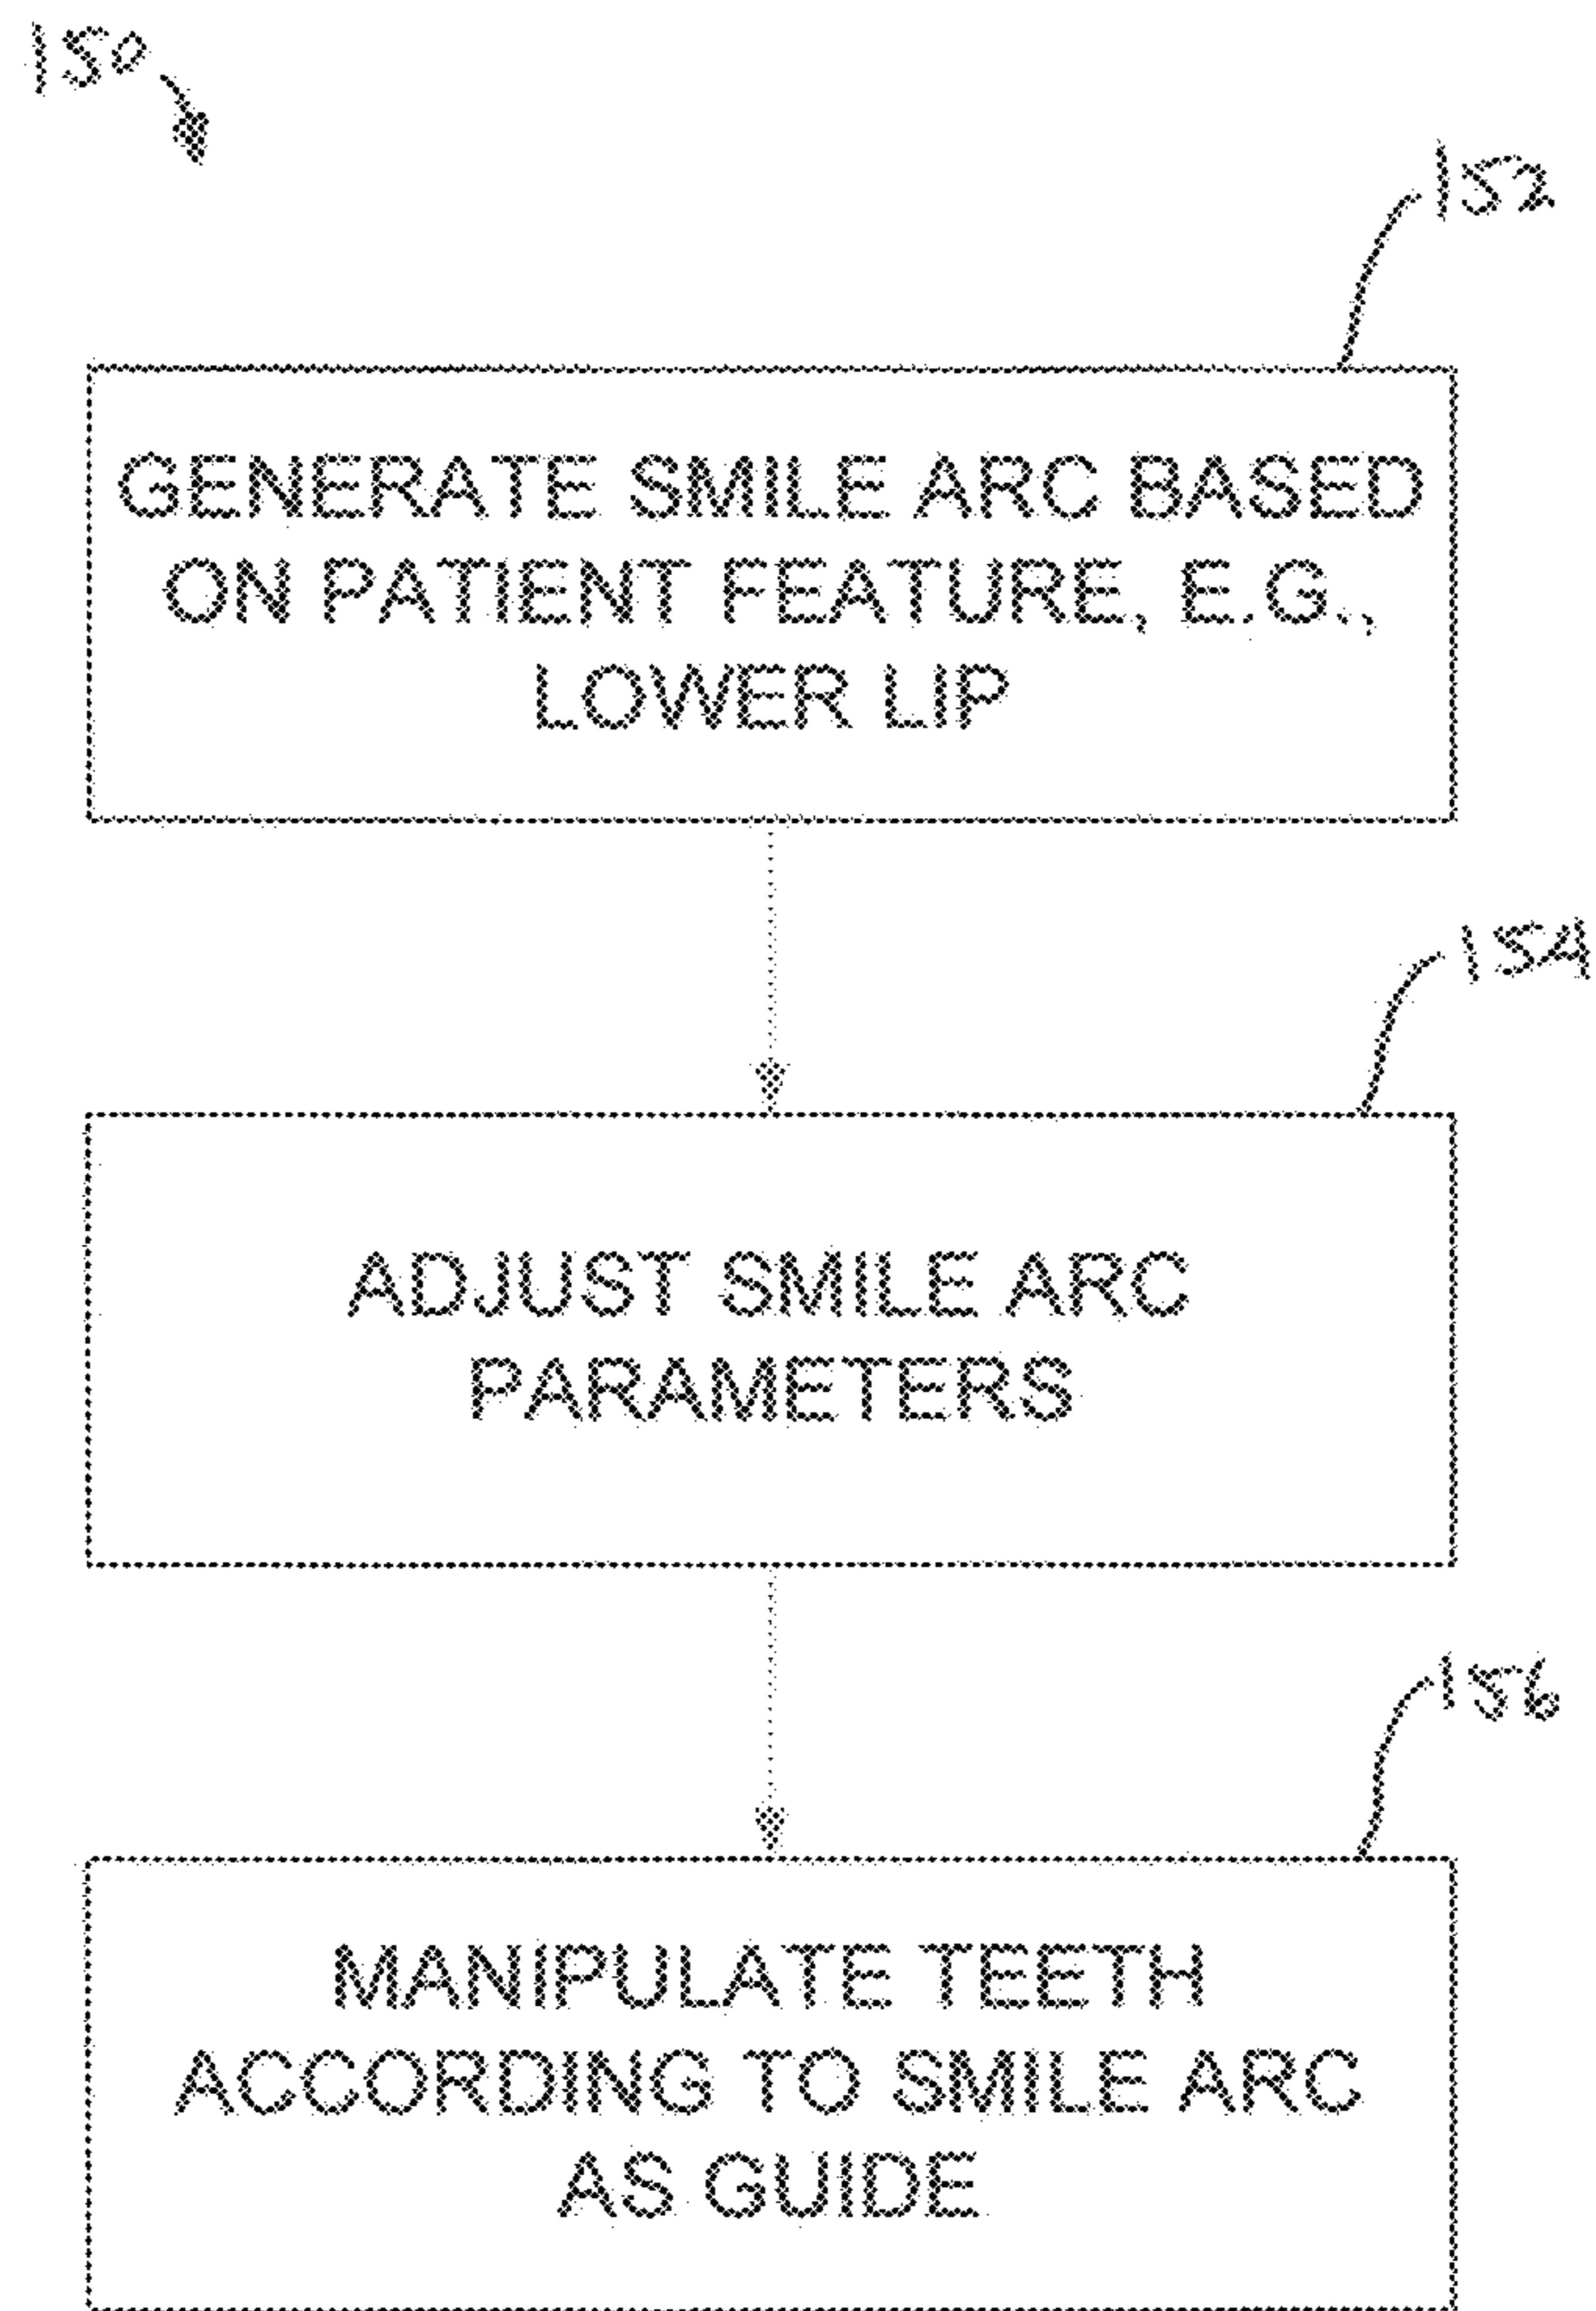 150
152
GENERATE SMILE ARC BASED
ON PATIENT FEATURE, E.G.,
LOWER LIP
154
ADJUST SMILE ARC
PARAMETERS
156
MANIPULATE TEETH
ACCORDING TO SMILE ARC
AS GUIDE